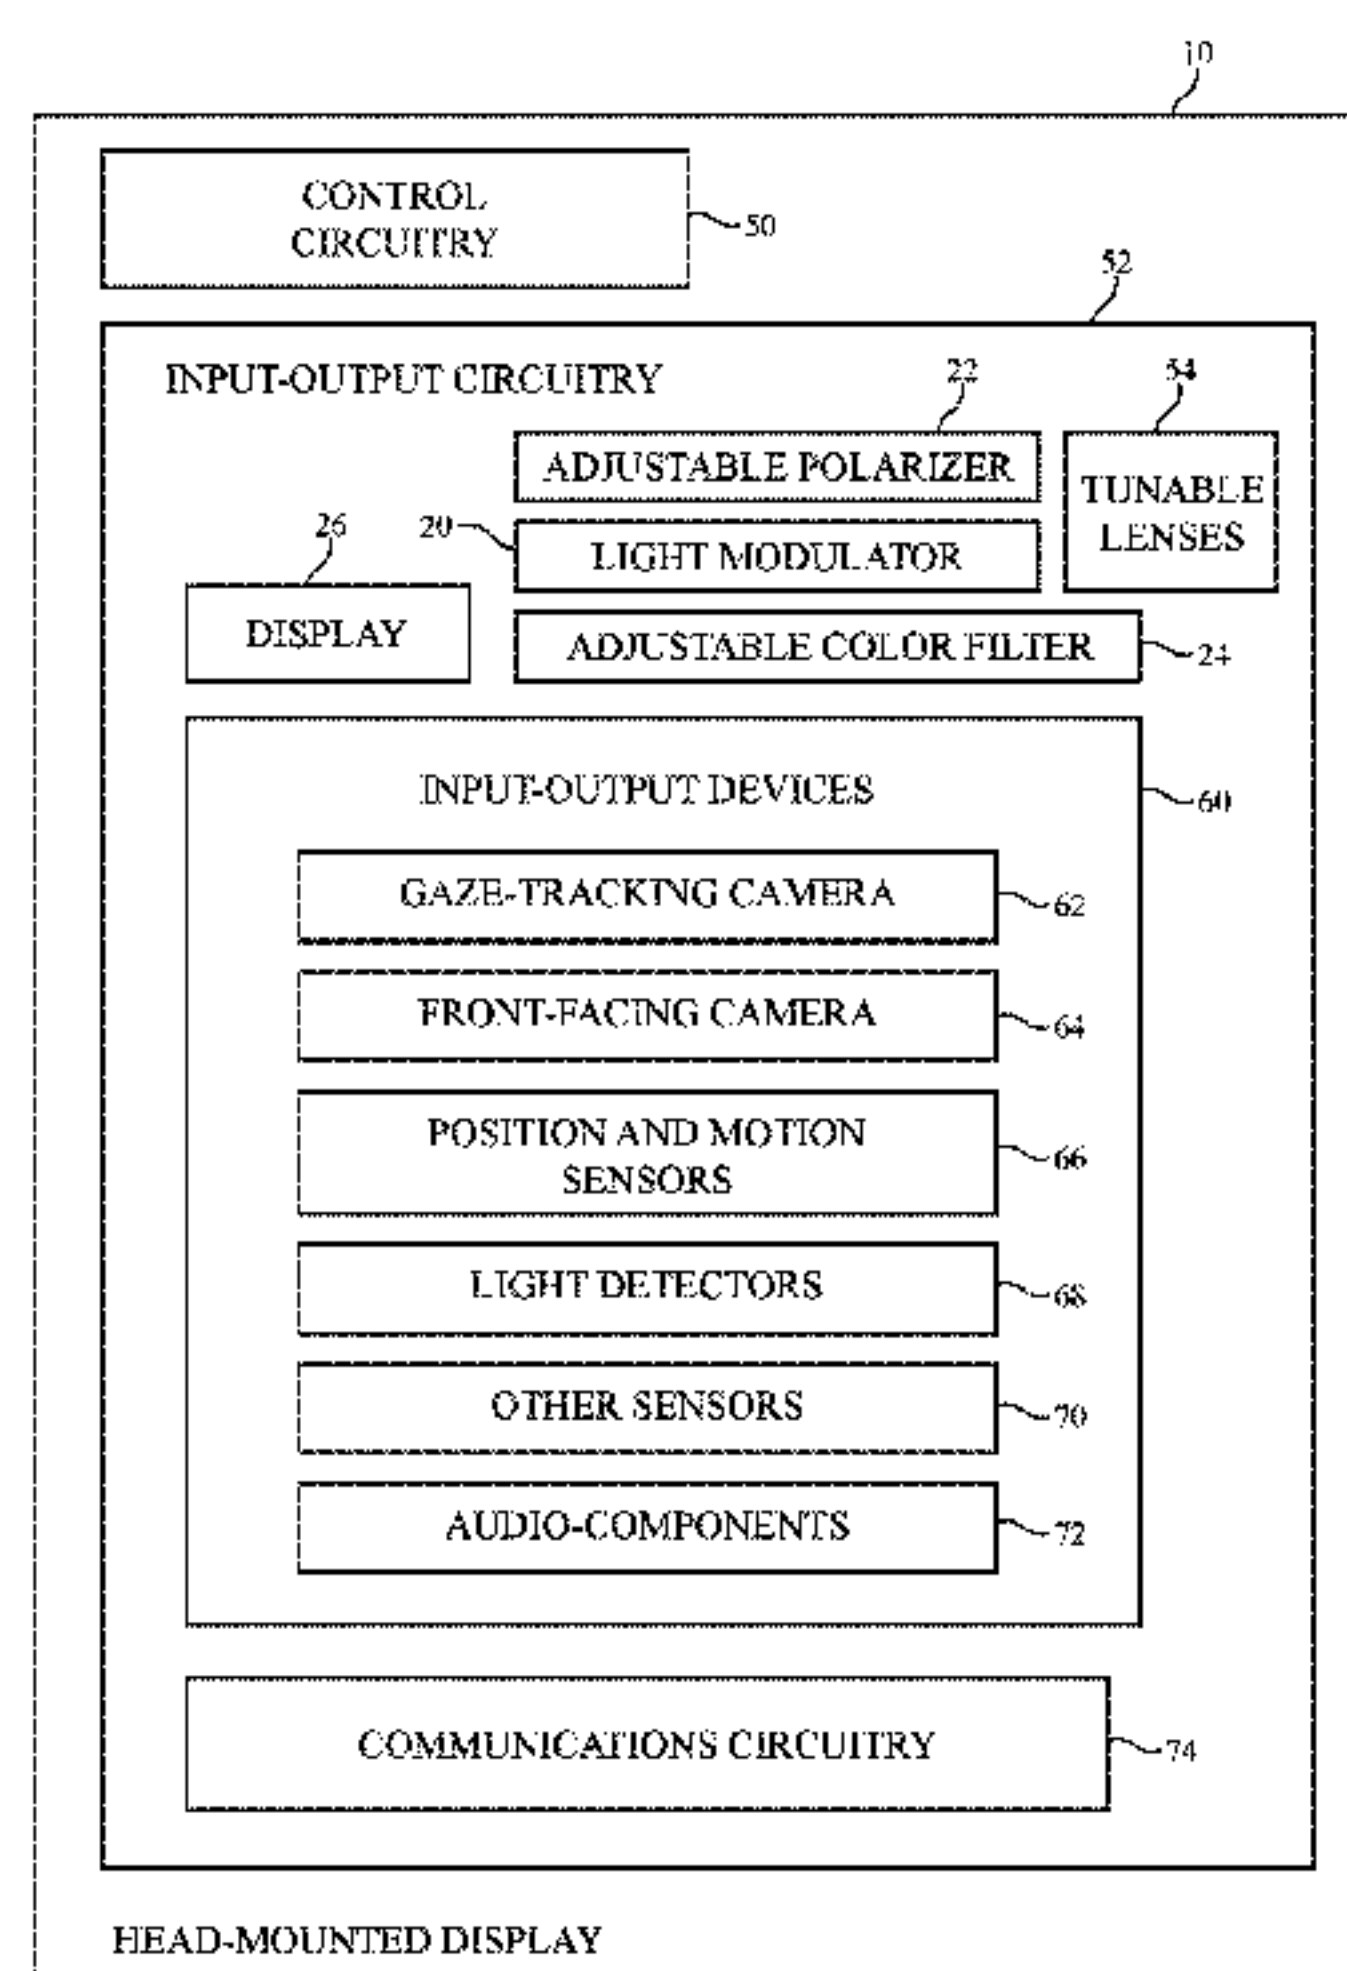 10
CONTROL
CIRCUITRY
50
52
INPUT-OUTPUT CIRCUITRY
22
54
ADJUSTABLE POLARIZER
TUNABLE
LENSES
26
20
LIGHT MODULATOR
DISPLAY
ADJUSTABLE COLOR FILTER
24
INPUT-OUTPUT DEVICES
60
GAZE-TRACKING CAMERA
62
FRONT-FACING CAMERA
64
POSITION AND MOTION
SENSORS
66
LIGHT DETECTORS
68
OTHER SENSORS
70
AUDIO-COMPONENTS
72
COMMUNICATIONS CIRCUITRY
74
HEAD-MOUNTED DISPLAY